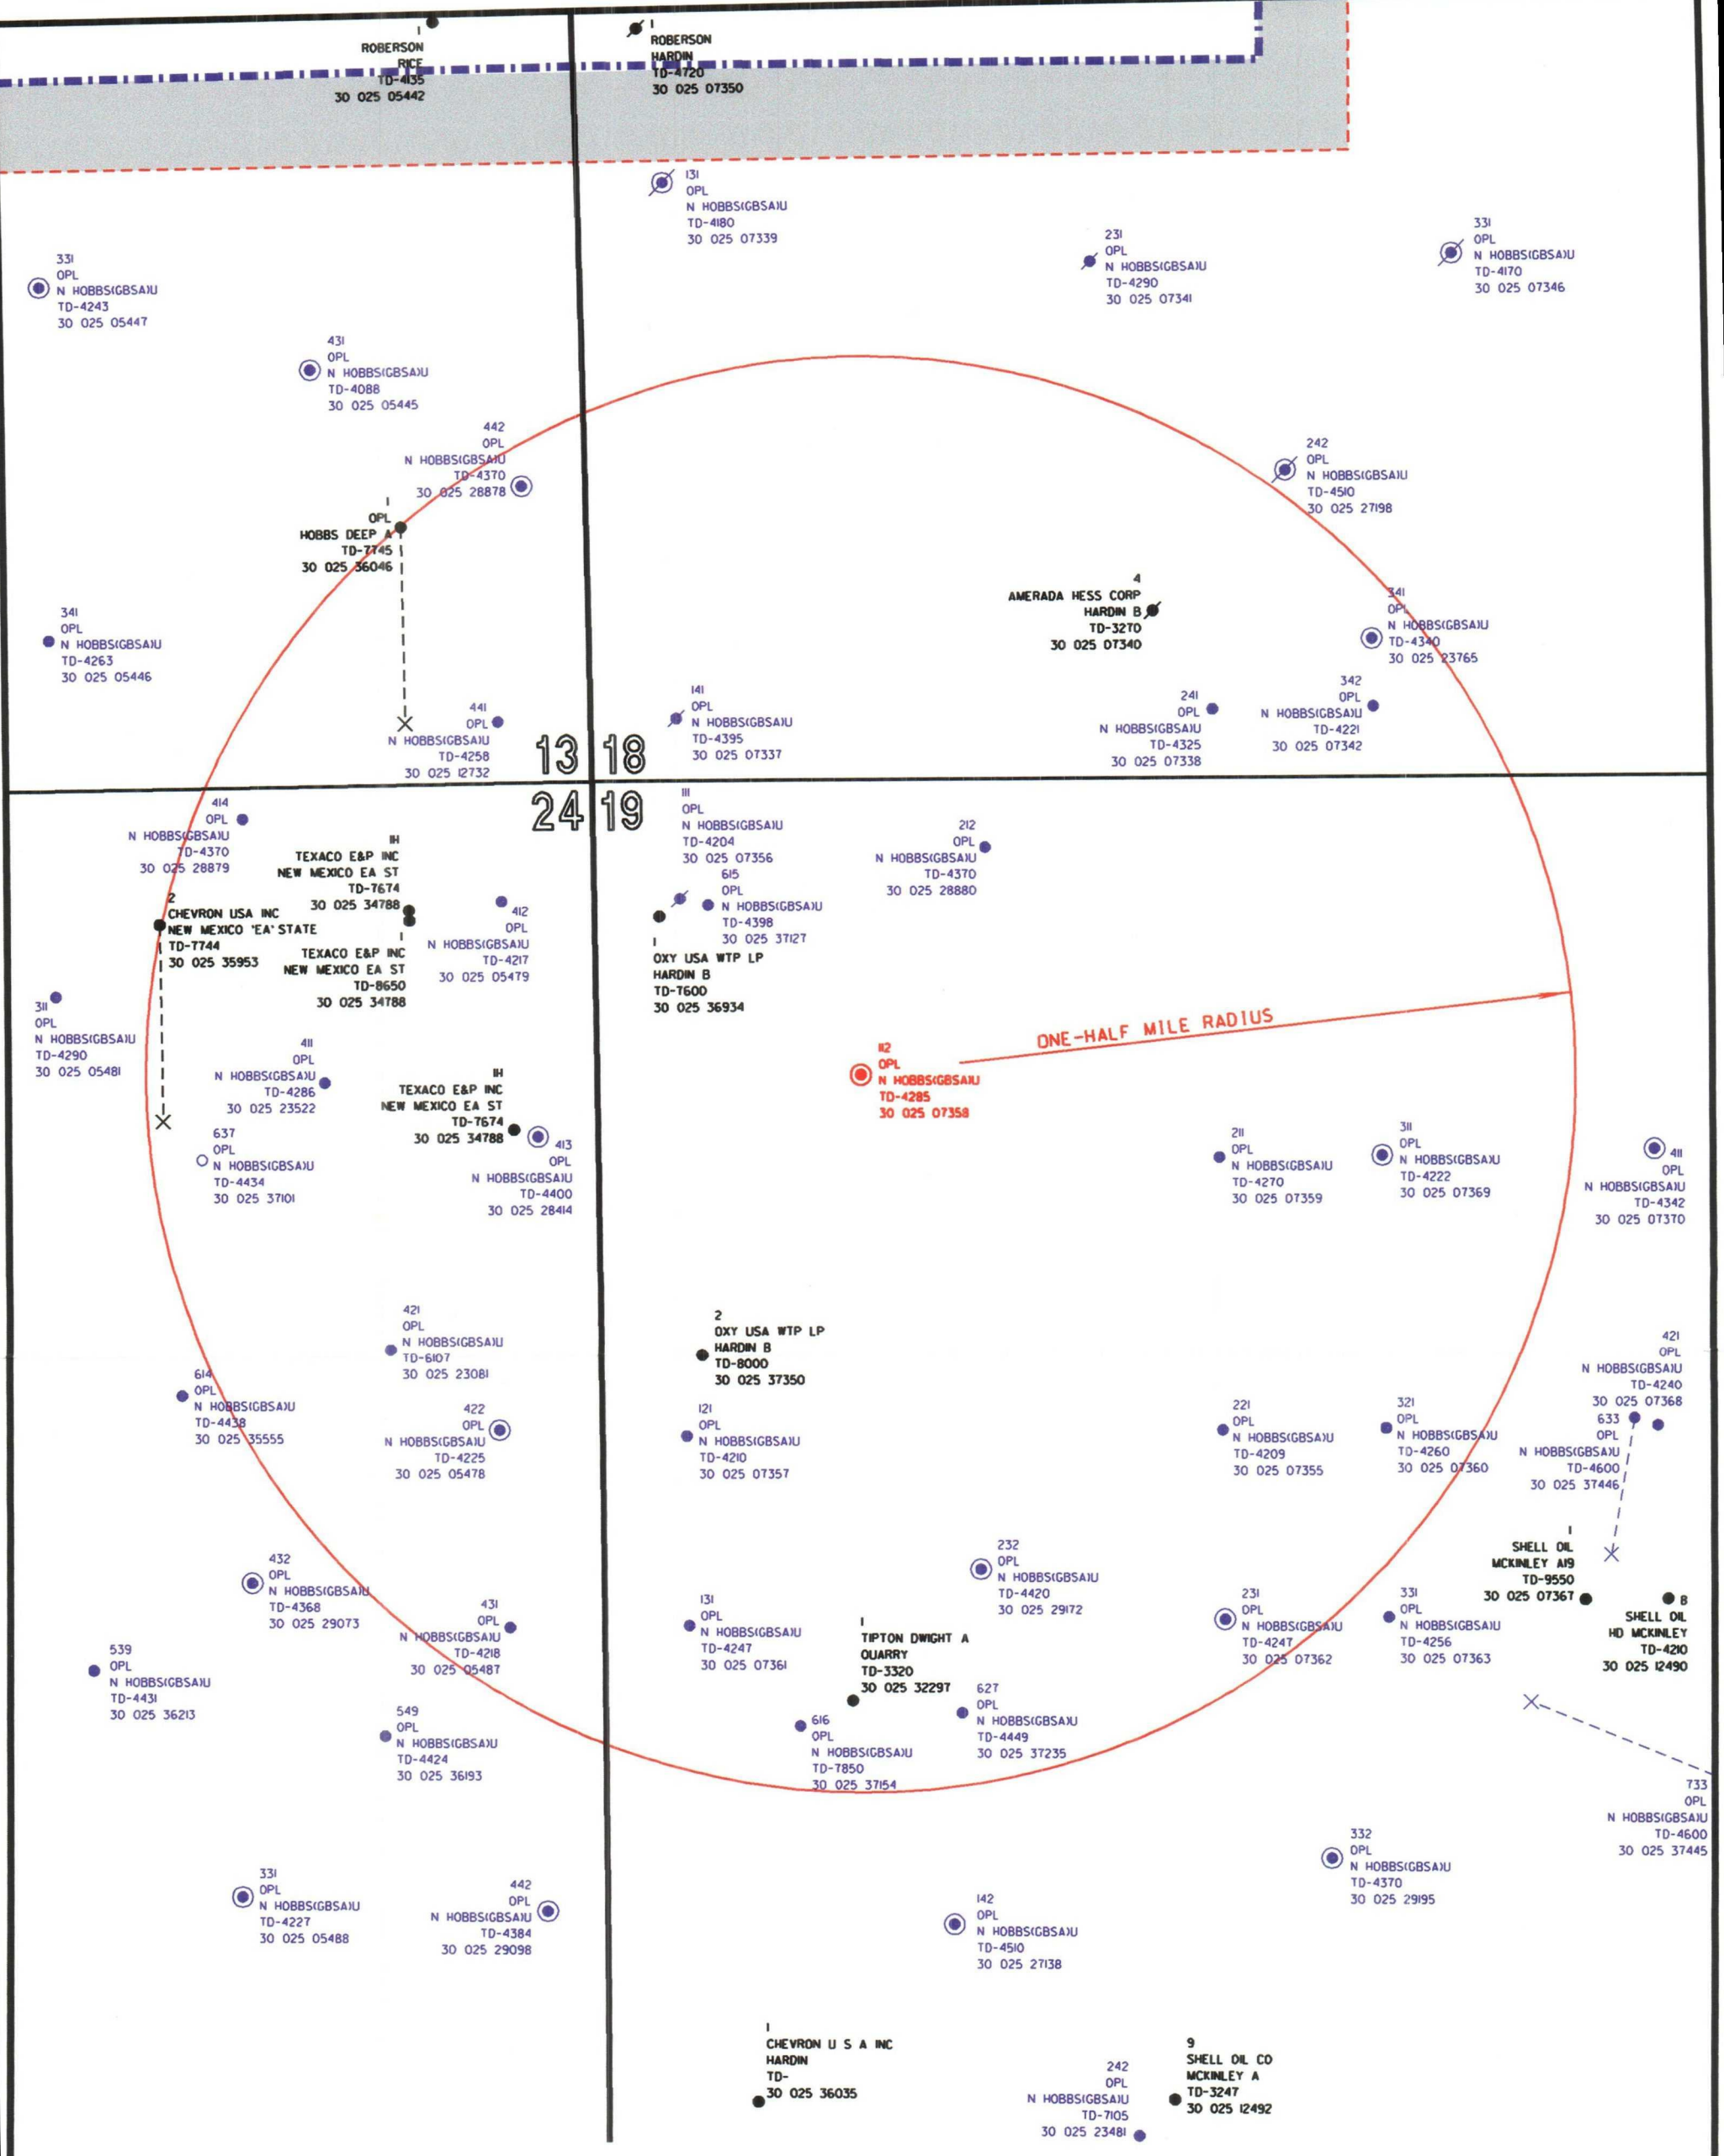 1
ROBERSON
RICE
TD-4135
30 025 05442
1
ROBERSON
HARDIN
TD-4720
30 025 07350
131
OPL
N HOBBS(GBSA)U
TD-4180
30 025 07339
231
OPL
N HOBBS(GBSA)U
TD-4290
30 025 07341
331
OPL
N HOBBS(GBSA)U
TD-4170
30 025 07346
331
OPL
N HOBBS(GBSA)U
TD-4243
30 025 05447
431
OPL
N HOBBS(GBSA)U
TD-4088
30 025 05445
442
OPL
N HOBBS(GBSA)U
TD-4370
30 025 28878
242
OPL
N HOBBS(GBSA)U
TD-4510
30 025 27198
1
OPL
HOBBS DEEP A
TD-7745
30 025 36046
4
AMERADA HESS CORP
HARDIN B
TD-3270
30 025 07340
341
OPL
N HOBBS(GBSA)U
TD-4340
30 025 23765
341
OPL
N HOBBS(GBSA)U
TD-4263
30 025 05446
441
OPL
N HOBBS(GBSA)U
TD-4258
30 025 12732
141
OPL
N HOBBS(GBSA)U
TD-4395
30 025 07337
241
OPL
N HOBBS(GBSA)U
TD-4325
30 025 07338
342
OPL
N HOBBS(GBSA)U
TD-4221
30 025 07342
13 18
24 19
414
OPL
N HOBBS(GBSA)U
TD-4370
30 025 28879
1H
TEXACO E&P INC
NEW MEXICO EA ST
TD-7674
30 025 34788
111
OPL
N HOBBS(GBSA)U
TD-4204
30 025 07356
212
OPL
N HOBBS(GBSA)U
TD-4370
30 025 28880
615
OPL
N HOBBS(GBSA)U
TD-4398
30 025 37127
2
CHEVRON USA INC
NEW MEXICO 'EA' STATE
TD-7744
30 025 35953
1
TEXACO E&P INC
NEW MEXICO EA ST
TD-8650
30 025 34788
412
OPL
N HOBBS(GBSA)U
TD-4217
30 025 05479
1
OXY USA WTP LP
HARDIN B
TD-7600
30 025 36934
311
OPL
N HOBBS(GBSA)U
TD-4290
30 025 05481
411
OPL
N HOBBS(GBSA)U
TD-4286
30 025 23522
1H
TEXACO E&P INC
NEW MEXICO EA ST
TD-7674
30 025 34788
112
OPL
N HOBBS(GBSA)U
TD-4285
30 025 07358
ONE-HALF MILE RADIUS
637
OPL
N HOBBS(GBSA)U
TD-4434
30 025 37101
413
OPL
N HOBBS(GBSA)U
TD-4400
30 025 28414
211
OPL
N HOBBS(GBSA)U
TD-4270
30 025 07359
311
OPL
N HOBBS(GBSA)U
TD-4222
30 025 07369
411
OPL
N HOBBS(GBSA)U
TD-4342
30 025 07370
421
OPL
N HOBBS(GBSA)U
TD-6107
30 025 23081
2
OXY USA WTP LP
HARDIN B
TD-8000
30 025 37350
614
OPL
N HOBBS(GBSA)U
TD-4438
30 025 35555
422
OPL
N HOBBS(GBSA)U
TD-4225
30 025 05478
121
OPL
N HOBBS(GBSA)U
TD-4210
30 025 07357
221
OPL
N HOBBS(GBSA)U
TD-4209
30 025 07355
321
OPL
N HOBBS(GBSA)U
TD-4260
30 025 07360
421
OPL
N HOBBS(GBSA)U
TD-4240
30 025 07368
633
OPL
N HOBBS(GBSA)U
TD-4600
30 025 37446
1
SHELL OIL
MCKINLEY A19
TD-9550
30 025 07367
8
SHELL OIL
HD MCKINLEY
TD-4210
30 025 12490
432
OPL
N HOBBS(GBSA)U
TD-4368
30 025 29073
431
OPL
N HOBBS(GBSA)U
TD-4218
30 025 05487
131
OPL
N HOBBS(GBSA)U
TD-4247
30 025 07361
232
OPL
N HOBBS(GBSA)U
TD-4420
30 025 29172
231
OPL
N HOBBS(GBSA)U
TD-4247
30 025 07362
331
OPL
N HOBBS(GBSA)U
TD-4256
30 025 07363
1
TIPTON DWIGHT A
QUARRY
TD-3320
30 025 32297
539
OPL
N HOBBS(GBSA)U
TD-4431
30 025 36213
549
OPL
N HOBBS(GBSA)U
TD-4424
30 025 36193
616
OPL
N HOBBS(GBSA)U
TD-7850
30 025 37154
627
OPL
N HOBBS(GBSA)U
TD-4449
30 025 37235
733
OPL
N HOBBS(GBSA)U
TD-4600
30 025 37445
331
OPL
N HOBBS(GBSA)U
TD-4227
30 025 05488
442
OPL
N HOBBS(GBSA)U
TD-4384
30 025 29098
142
OPL
N HOBBS(GBSA)U
TD-4510
30 025 27138
332
OPL
N HOBBS(GBSA)U
TD-4370
30 025 29195
1
CHEVRON U S A INC
HARDIN
TD-
30 025 36035
242
OPL
N HOBBS(GBSA)U
TD-7105
30 025 23481
9
SHELL OIL CO
MCKINLEY A
TD-3247
30 025 12492